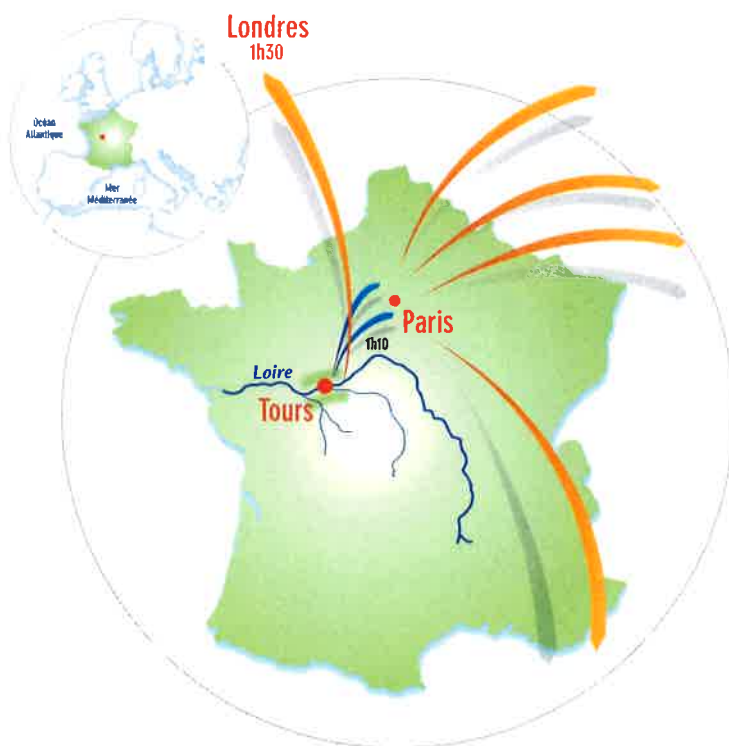 Londres
1h30
Océan
Atlantique
Mer
Méditerranée
Paris
1h10
Loire
Tours